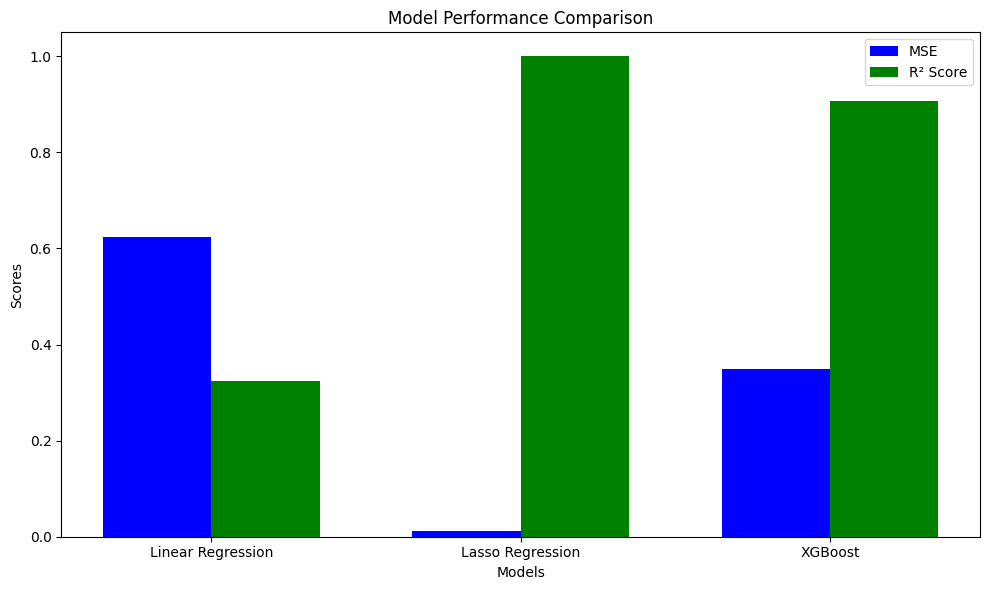 Model Performance Comparison
MSE
R² Score
Scores
1.0
0.8
0.6
0.4
0.2
0.0
Linear Regression
Lasso Regression
XGBoost
Models